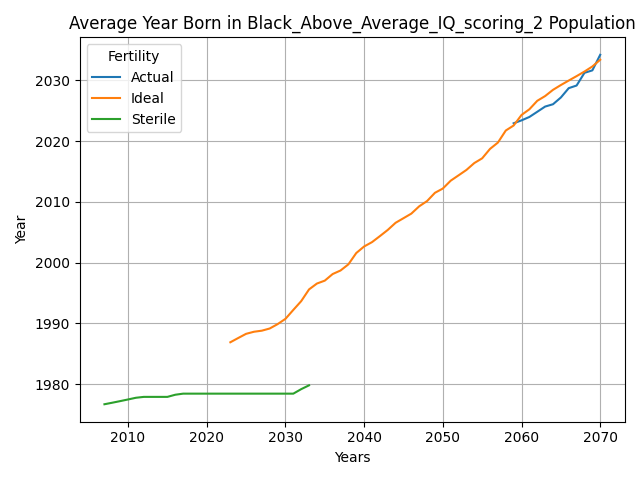 Average Year Born in Black_Above_Average_IQ_scoring_2 Population
Fertility
Actual
Ideal
Sterile
2030
2020
2010
2000
1990
1980
Year
2010 2020 2030 2040 2050 2060 2070
Years